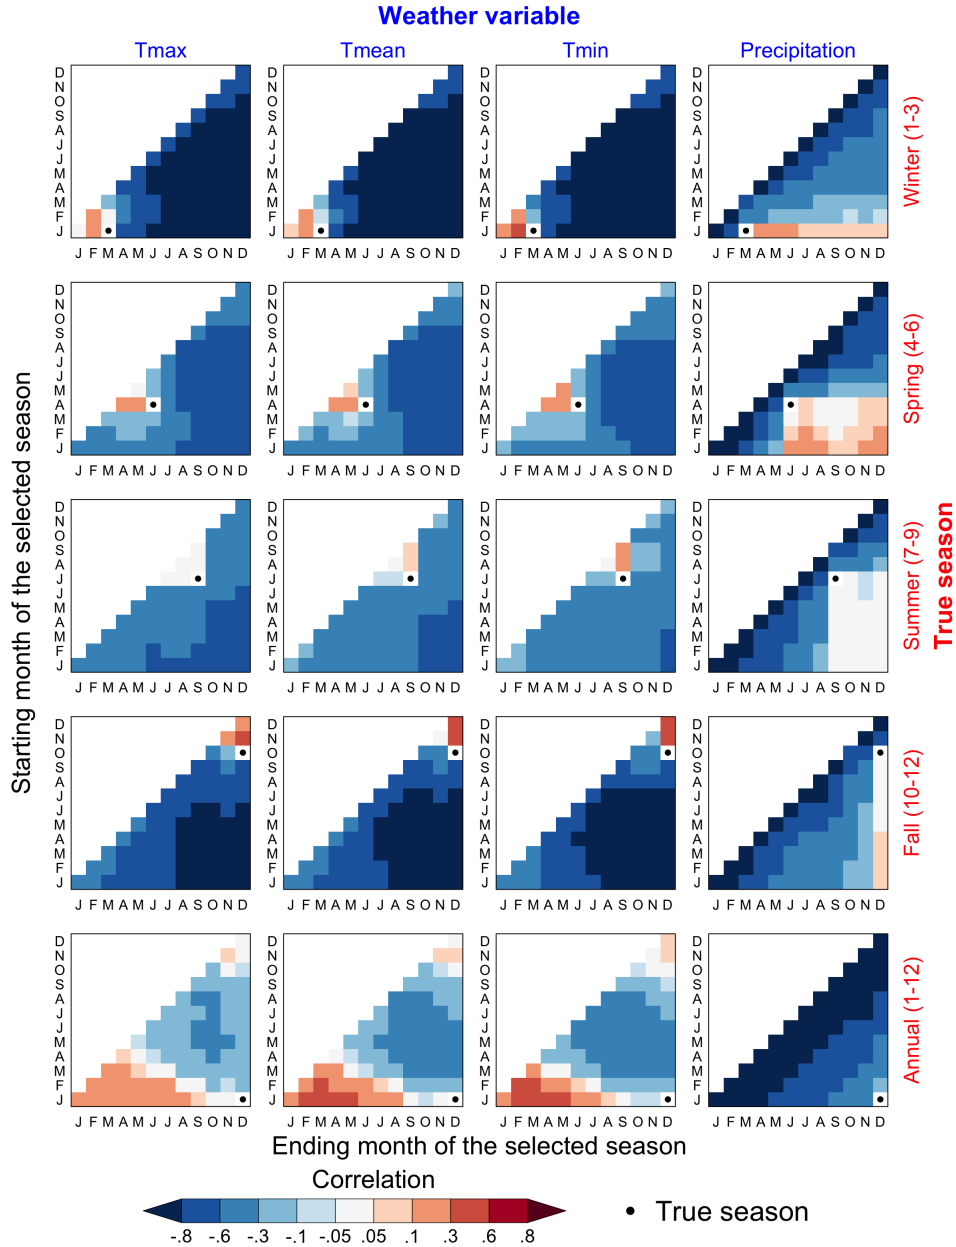 Weather variable
Tmax Tmean Tmin Precipitation
D D D D
N N N N
O O O O
S S S S
A A A A
J J J J
J J J J
M M M M
A A A A
M M M M
F F F F
J J J J
J F M A M J J A S O N D J F M A M J J A S O N D J F M A M J J A S O N D J F M A M J J A S O N D
Winter (1-3)
D D D D
N N N N
O O O O
S S S S
A A A A
J J J J
J J J J
M M M M
A A A A
M M M M
F F F F
J J J J
J F M A M J J A S O N D J F M A M J J A S O N D J F M A M J J A S O N D J F M A M J J A S O N D
Spring (4-6)
D D D D
N N N N
O O O O
S S S S
A A A A
J J J J
J J J J
M M M M
A A A A
M M M M
F F F F
J J J J
J F M A M J J A S O N D J F M A M J J A S O N D J F M A M J J A S O N D J F M A M J J A S O N D
Summer (7-9)
D D D D
N N N N
O O O O
S S S S
A A A A
J J J J
J J J J
M M M M
A A A A
M M M M
F F F F
J J J J
J F M A M J J A S O N D J F M A M J J A S O N D J F M A M J J A S O N D J F M A M J J A S O N D
Fall (10-12)
D D D D
N N N N
O O O O
S S S S
A A A A
J J J J
J J J J
M M M M
A A A A
M M M M
F F F F
J J J J
J F M A M J J A S O N D J F M A M J J A S O N D J F M A M J J A S O N D J F M A M J J A S O N D
Annual (1-12)
Starting month of the selected season
True season
Ending month of the selected season
Correlation
-.8 -.6 -.3 -.1 -.05 .05 .1 .3 .6 .8
True season